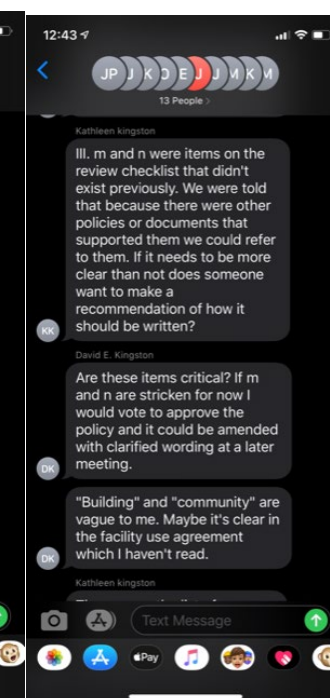 12:43
JP J K D E J J M K M
13 People >
Kathleen kingston
III. m and n were items on the
review checklist that didn't
exist previously. We were told
that because there were other
policies or documents that
supported them we could refer
to them. If it needs to be more
clear than not does someone
want to make a
recommendation of how it
should be written?
KK
David E. Kingston
Are these items critical? If m
and n are stricken for now I
would vote to approve the
policy and it could be amended
with clarified wording at a later
meeting.
DK
"Building" and "community" are
vague to me. Maybe it's clear in
the facility use agreement
which I haven't read.
DK
Kathleen kingston
Text Message
Pay